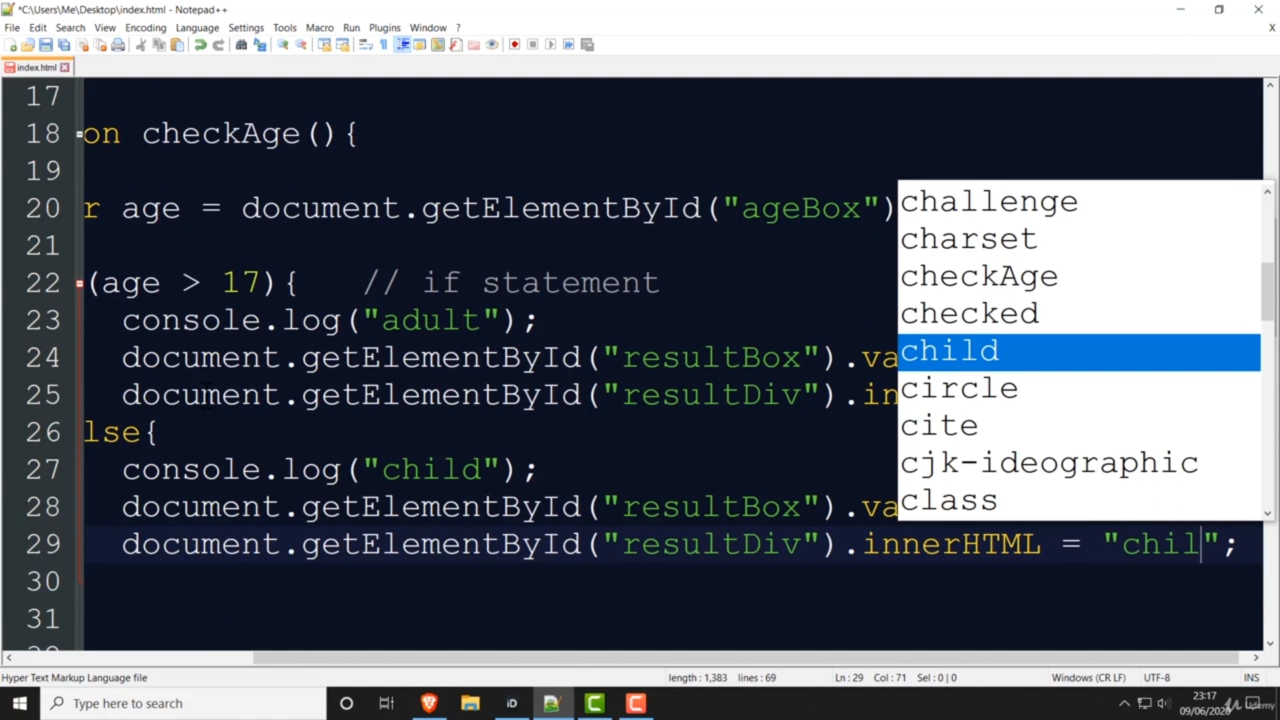 *C:\Users\Me\Desktop\index.html - Notepad++
File Edit Search View Encoding Language Settings Tools Macro Run Plugins Window ?
X
index.html
17
18 on checkAge(){
19
20 r age = document.getElementById("ageBox")
21
22 (age > 17){ // if statement
23 console.log("adult");
24 document.getElementById("resultBox").va
25 document.getElementById("resultDiv").in
26 lse{
27 console.log("child");
28 document.getElementById("resultBox").va
29 document.getElementById("resultDiv").innerHTML = "chil";
30
31
challenge
charset
checkAge
checked
child
circle
cite
cjk-ideographic
class
Hyper Text Markup Language file length : 1,383 lines : 69 Ln : 29 Col : 71 Sel : 0 | 0 Windows (CR LF) UTF-8 INS
Type here to search
iD
23:17
09/06/2020
Udemy